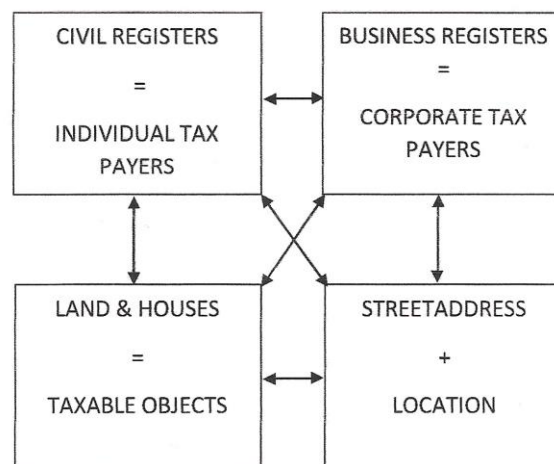 CIVIL REGISTERS
=
INDIVIDUAL TAX
PAYERS
BUSINESS REGISTERS
=
CORPORATE TAX
PAYERS
LAND & HOUSES
=
TAXABLE OBJECTS
STREETADDRESS
+
LOCATION